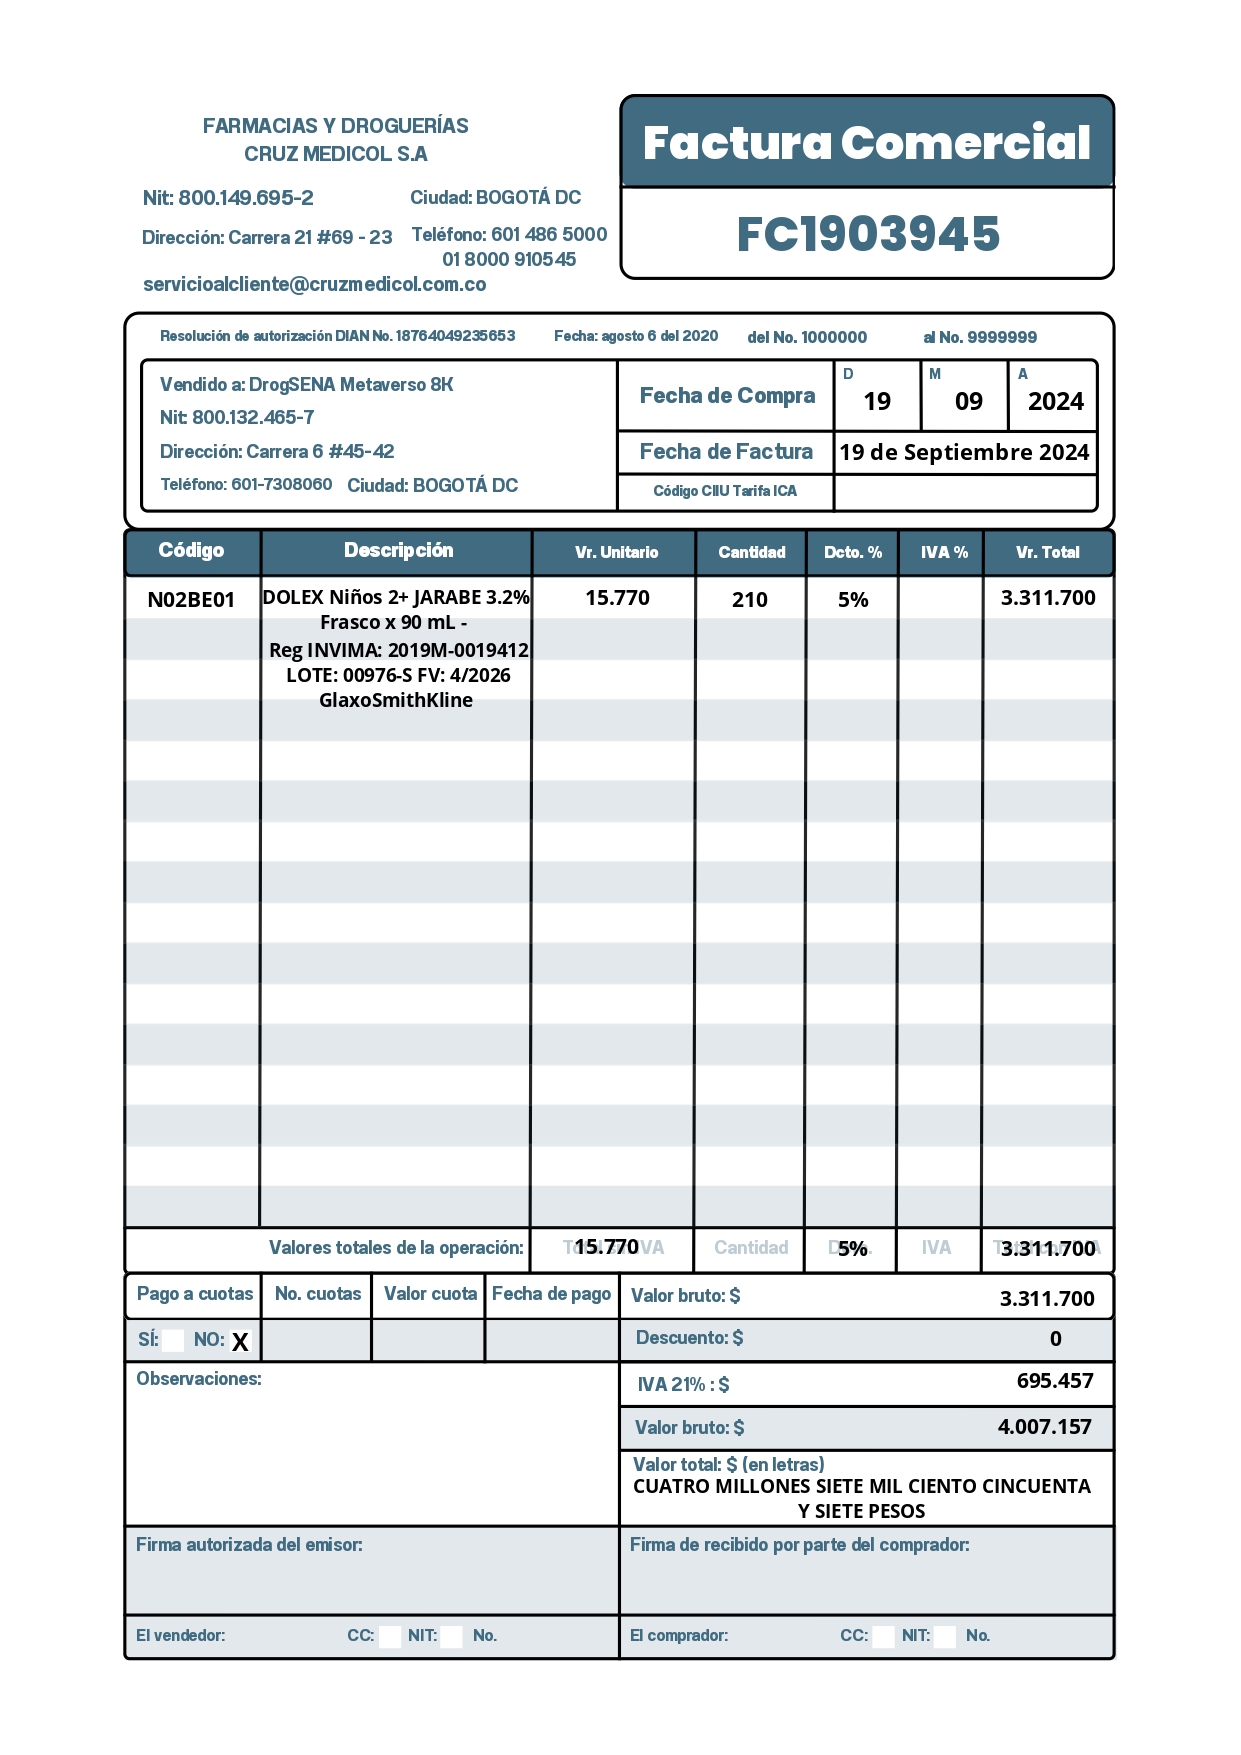 FARMACIAS Y DROGUERÍAS
CRUZ MEDICOL S.A
Nit: 800.149.695-2 Ciudad: BOGOTÁ DC
Dirección: Carrera 21 #69 - 23 Teléfono: 601 486 5000
01 8000 910545
servicioalcliente@cruzmedicol.com.co
Factura Comercial
FC1903945
Resolución de autorización DIAN No. 18764049235653 Fecha: agosto 6 del 2020 del No. 1000000 al No. 9999999
Vendido a: DrogSENA Metaverso 8K
Nit: 800.132.465-7
Dirección: Carrera 6 #45-42
Teléfono: 601-7308060 Ciudad: BOGOTÁ DC
Fecha de Compra D 19 M 09 A 2024
Fecha de Factura 19 de Septiembre 2024
Código CIIU Tarifa ICA
Código Descripción Vr. Unitario Cantidad Dcto. % IVA % Vr. Total
N02BE01 DOLEX Niños 2+ JARABE 3.2% 15.770 210 5% 3.311.700
Frasco x 90 mL -
Reg INVIMA: 2019M-0019412
LOTE: 00976-S FV: 4/2026
GlaxoSmithKline
Valores totales de la operación: 15.770 Cantidad 5% IVA 3.311.700
Pago a cuotas No. cuotas Valor cuota Fecha de pago Valor bruto: $ 3.311.700
SÍ: NO: X Descuento: $ 0
Observaciones:
IVA 21% : $ 695.457
Valor bruto: $ 4.007.157
Valor total: $ (en letras)
CUATRO MILLONES SIETE MIL CIENTO CINCUENTA
Y SIETE PESOS
Firma autorizada del emisor: Firma de recibido por parte del comprador:
El vendedor: CC: NIT: No. El comprador: CC: NIT: No.